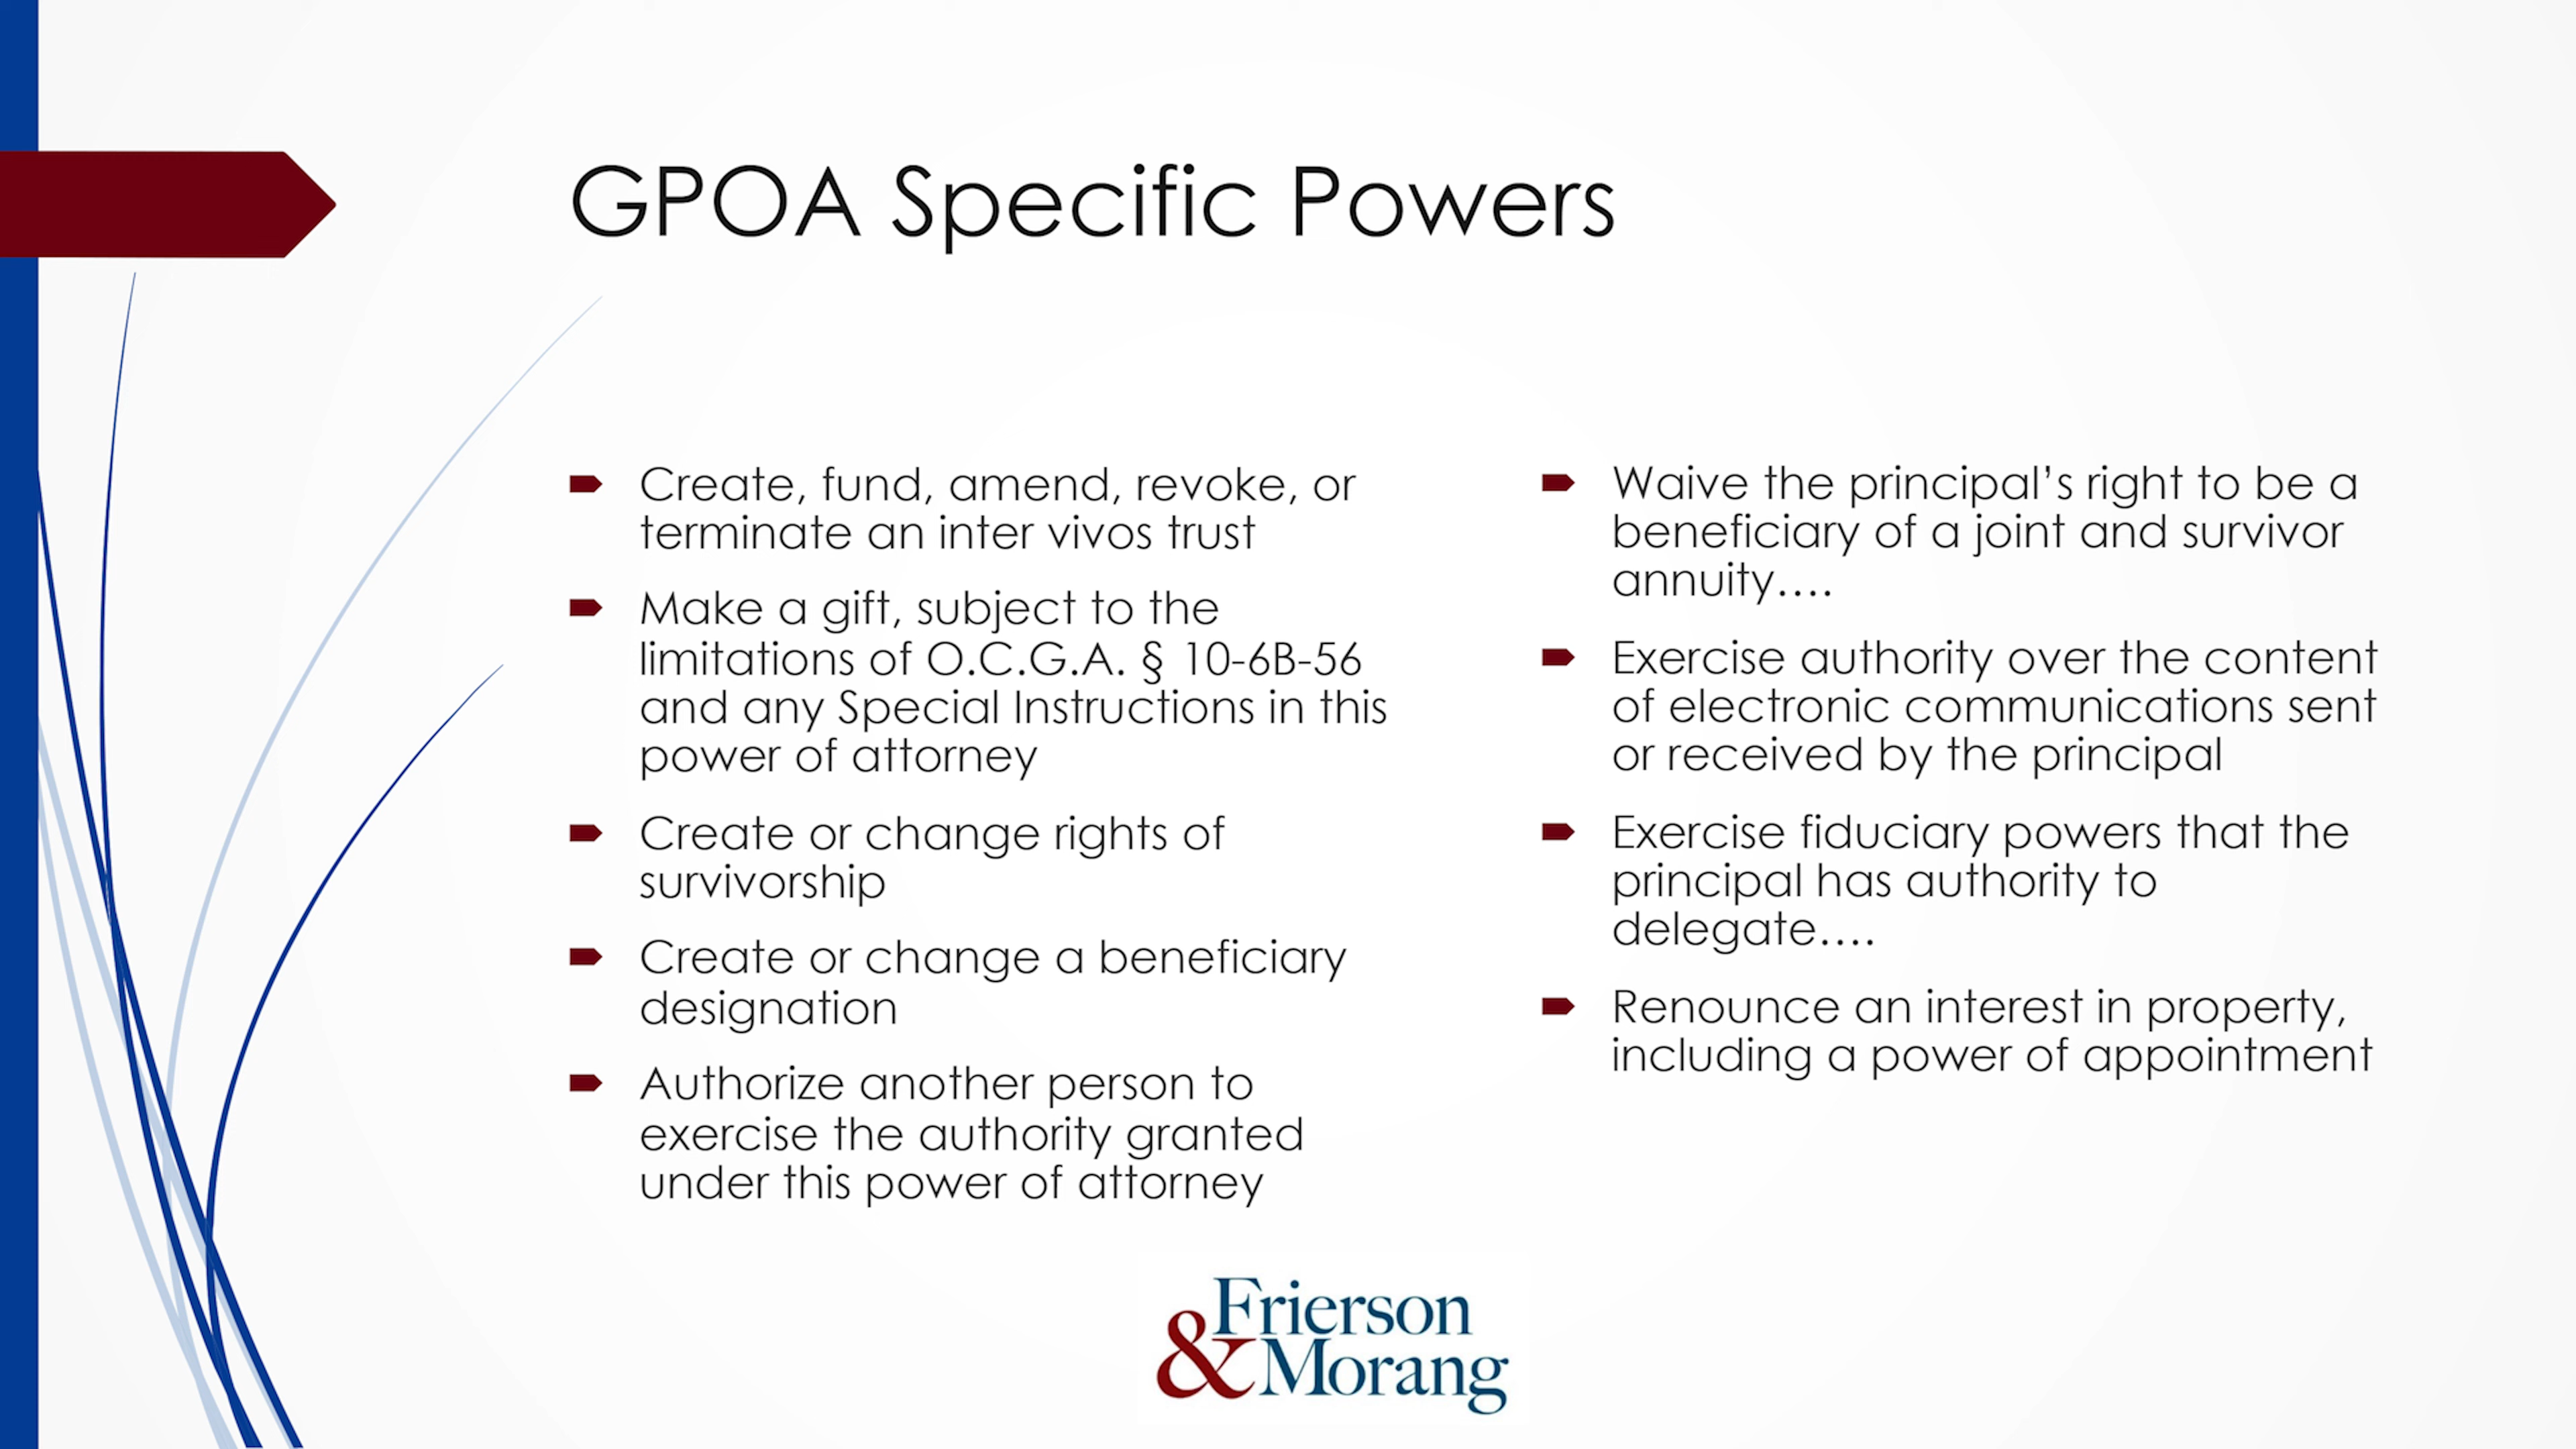 GPOA Specific Powers
Create, fund, amend, revoke, or
terminate an inter vivos trust
Make a gift, subject to the
limitations of O.C.G.A. § 10-6B-56
and any Special Instructions in this
power of attorney
Create or change rights of
survivorship
Create or change a beneficiary
designation
Authorize another person to
exercise the authority granted
under this power of attorney
Waive the principal’s right to be a
beneficiary of a joint and survivor
annuity....
Exercise authority over the content
of electronic communications sent
or received by the principal
Exercise fiduciary powers that the
principal has authority to
delegate....
Renounce an interest in property,
including a power of appointment
Frierson
&Morang